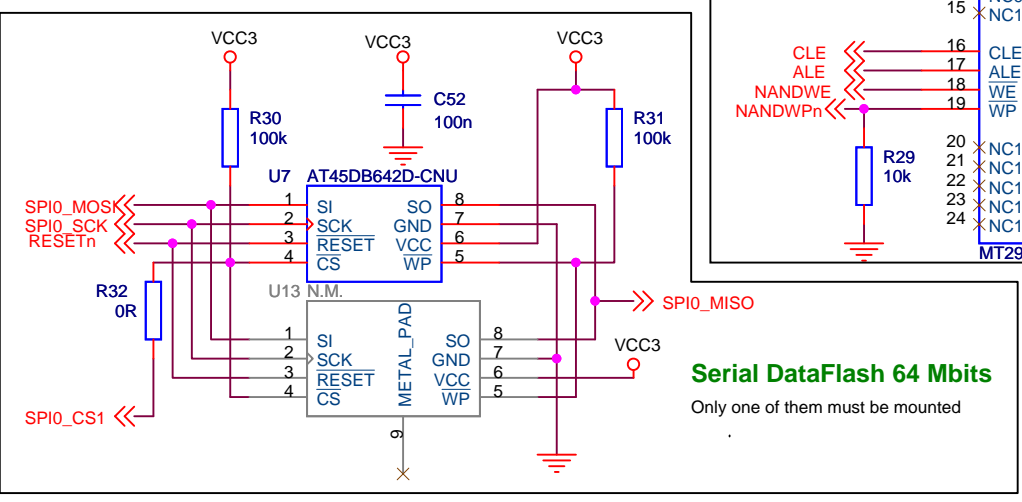 VCC3
VCC3
VCC3
R30
100k
C52
100n
R31
100k
U7 AT45DB642D-CNU
SPI0_MOSI
SPI0_SCK
RESETn
1 SI SO 8
2 SCK GND 7
3 RESET VCC 6
4 CS WP 5
R32
0R
U13 N.M.
1 SI SO 8
2 SCK GND 7
3 RESET VCC 6
4 CS WP 5
METAL_PAD
9
SPI0_CS1
SPI0_MISO
VCC3
Serial DataFlash 64 Mbits
Only one of them must be mounted
.
15 NC1
CLE 16 CLE
ALE 17 ALE
NANDWE 18 WE
NANDWPn 19 WP
20 NC1
21 NC1
22 NC1
23 NC1
24 NC1
R29
10k
MT29